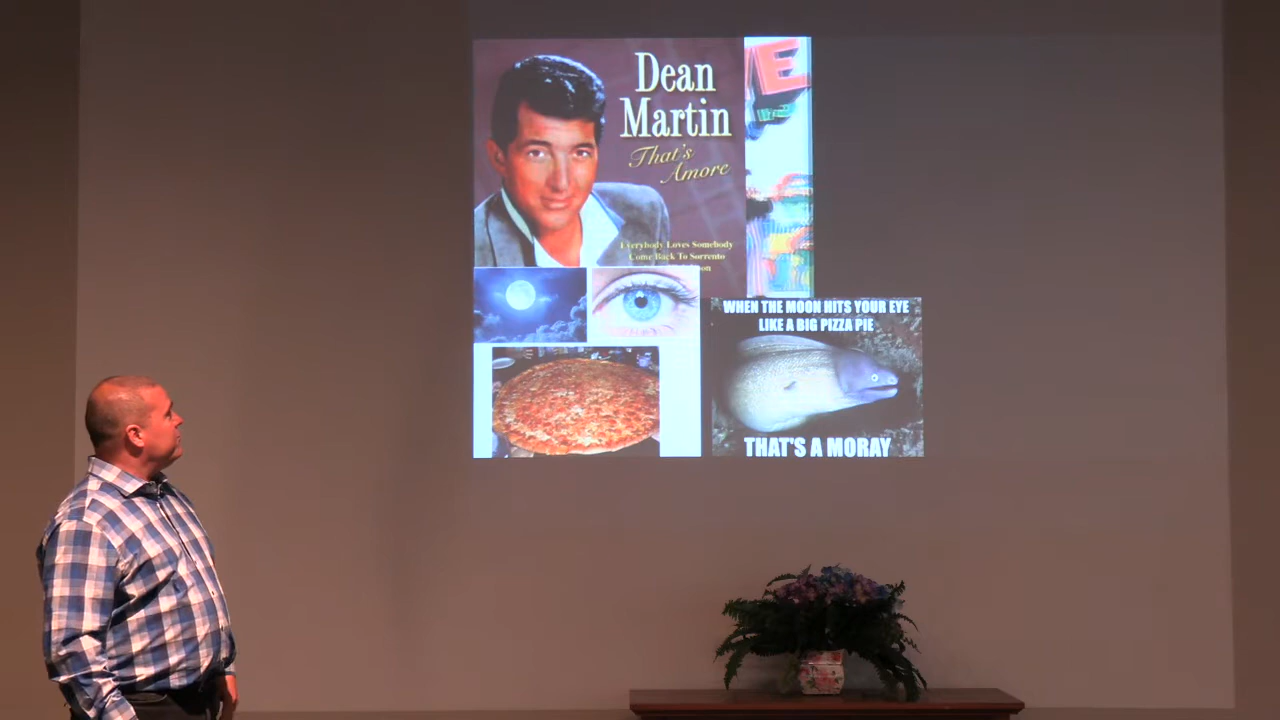 Dean
Martin
That's
Amore
Everybody Loves Somebody
Come Back To Sorrento
E
WHEN THE MOON HITS YOUR EYE
LIKE A BIG PIZZA PIE
THAT'S A MORAY